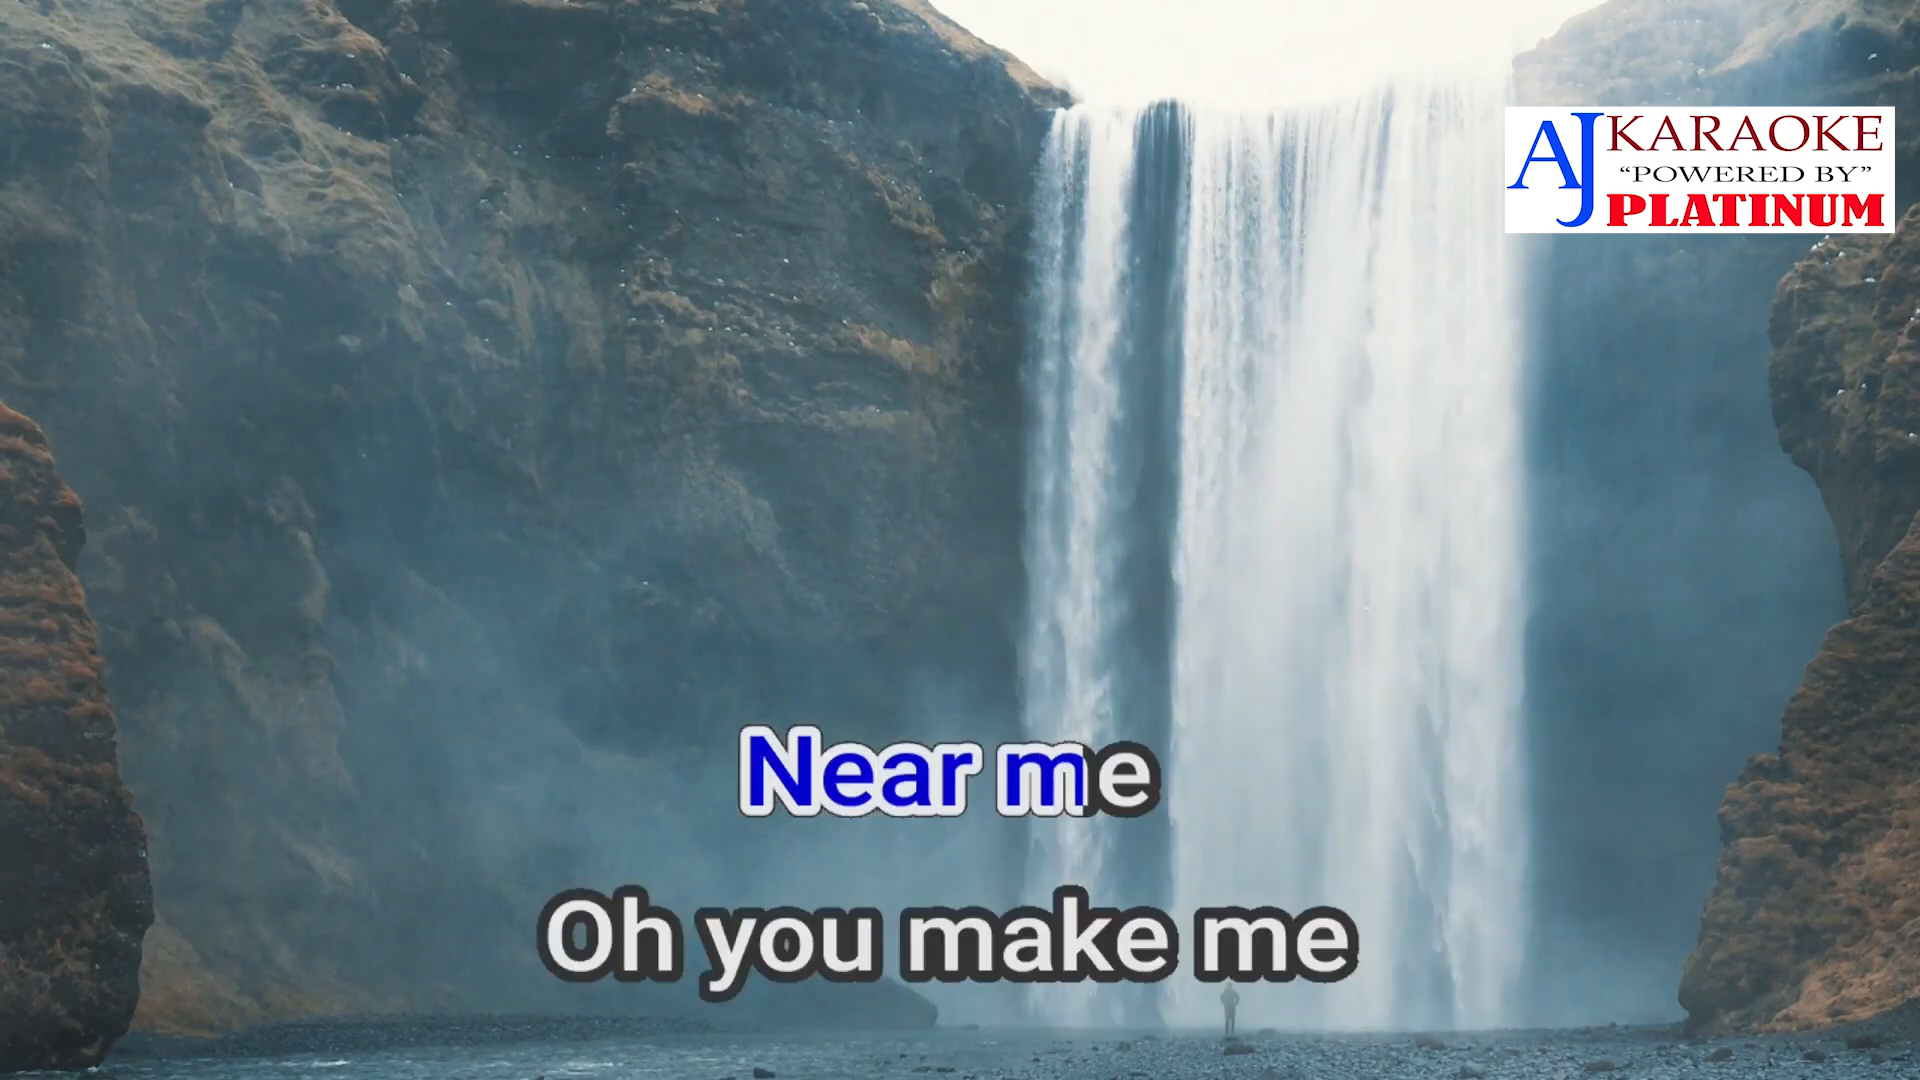 AJ KARAOKE
"POWERED BY"
PLATINUM
Near me
Oh you make me